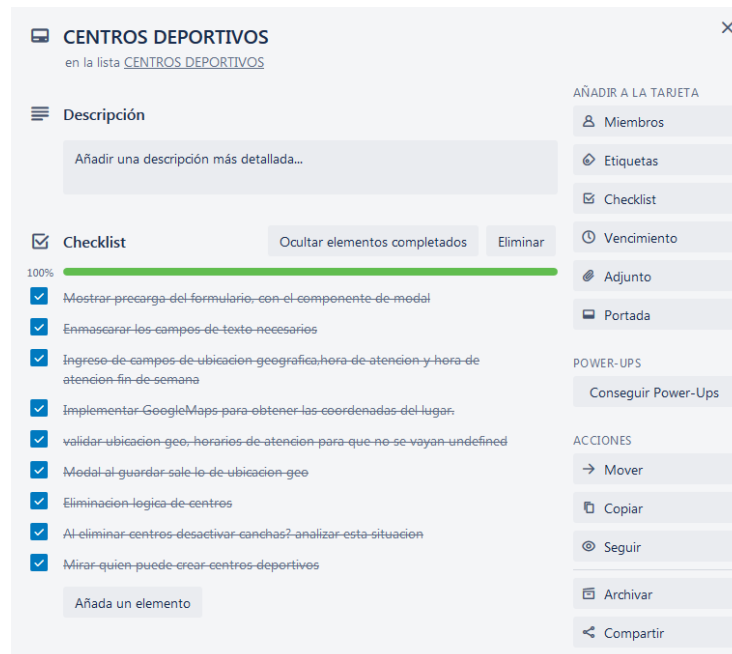 CENTROS DEPORTIVOS
en la lista CENTROS DEPORTIVOS
Descripción
Añadir una descripción más detallada...
Checklist
Ocultar elementos completados
Eliminar
100%
Mostrar precarga del formulario, con el componente de modal
Enmascarar los campos de texto necesarios
Ingreso de campos de ubicacion geografica,hora de atencion y hora de
atencion fin de semana
Implementar GoogleMaps para obtener las coordenadas del lugar.
validar ubicacion geo, horarios de atencion para que no se vayan undefined
Modal al guardar sale lo de ubicacion geo
Eliminacion logica de centros
Al eliminar centros desactivar canchas? analizar esta situacion
Mirar quien puede crear centros deportivos
Añada un elemento
AÑADIR A LA TARJETA
Miembros
Etiquetas
Checklist
Vencimiento
Adjunto
Portada
POWER-UPS
Conseguir Power-Ups
ACCIONES
Mover
Copiar
Seguir
Archivar
Compartir